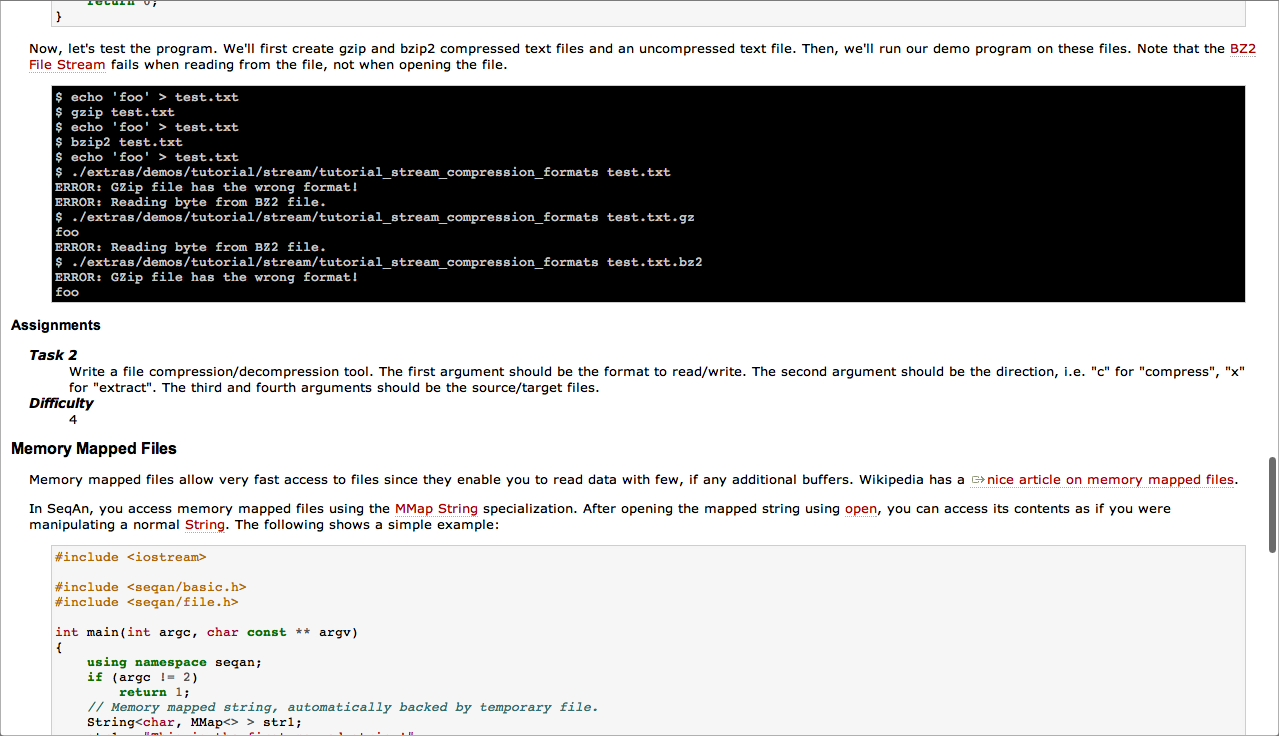 return 0;
}
Now, let's test the program. We'll first create gzip and bzip2 compressed text files and an uncompressed text file. Then, we'll run our demo program on these files. Note that the BZ2
File Stream fails when reading from the file, not when opening the file.
$ echo 'foo' > test.txt
$ gzip test.txt
$ echo 'foo' > test.txt
$ bzip2 test.txt
$ echo 'foo' > test.txt
$ ./extras/demos/tutorial/stream/tutorial_stream_compression_formats test.txt
ERROR: GZip file has the wrong format!
ERROR: Reading byte from BZ2 file.
$ ./extras/demos/tutorial/stream/tutorial_stream_compression_formats test.txt.gz
foo
ERROR: Reading byte from BZ2 file.
$ ./extras/demos/tutorial/stream/tutorial_stream_compression_formats test.txt.bz2
ERROR: GZip file has the wrong format!
foo
Assignments
Task 2
Write a file compression/decompression tool. The first argument should be the format to read/write. The second argument should be the direction, i.e. "c" for "compress", "x"
for "extract". The third and fourth arguments should be the source/target files.
Difficulty
4
Memory Mapped Files
Memory mapped files allow very fast access to files since they enable you to read data with few, if any additional buffers. Wikipedia has a nice article on memory mapped files.
In SeqAn, you access memory mapped files using the MMap String specialization. After opening the mapped string using open, you can access its contents as if you were
manipulating a normal String. The following shows a simple example:
#include <iostream>
#include <seqan/basic.h>
#include <seqan/file.h>
int main(int argc, char const ** argv)
{
using namespace seqan;
if (argc != 2)
return 1;
// Memory mapped string, automatically backed by temporary file.
String<char, MMap<> > str1;